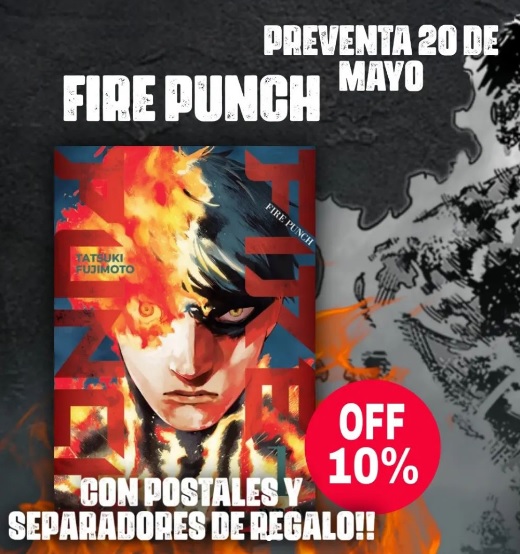 PREVENTA 20 DE
MAYO
FIRE PUNCH
FIRE
PUNCH
FIRE PUNCH
TATSUKI
FUJIMOTO
OFF
10%
CON POSTALES Y
SEPARADORES DE REGALO!!